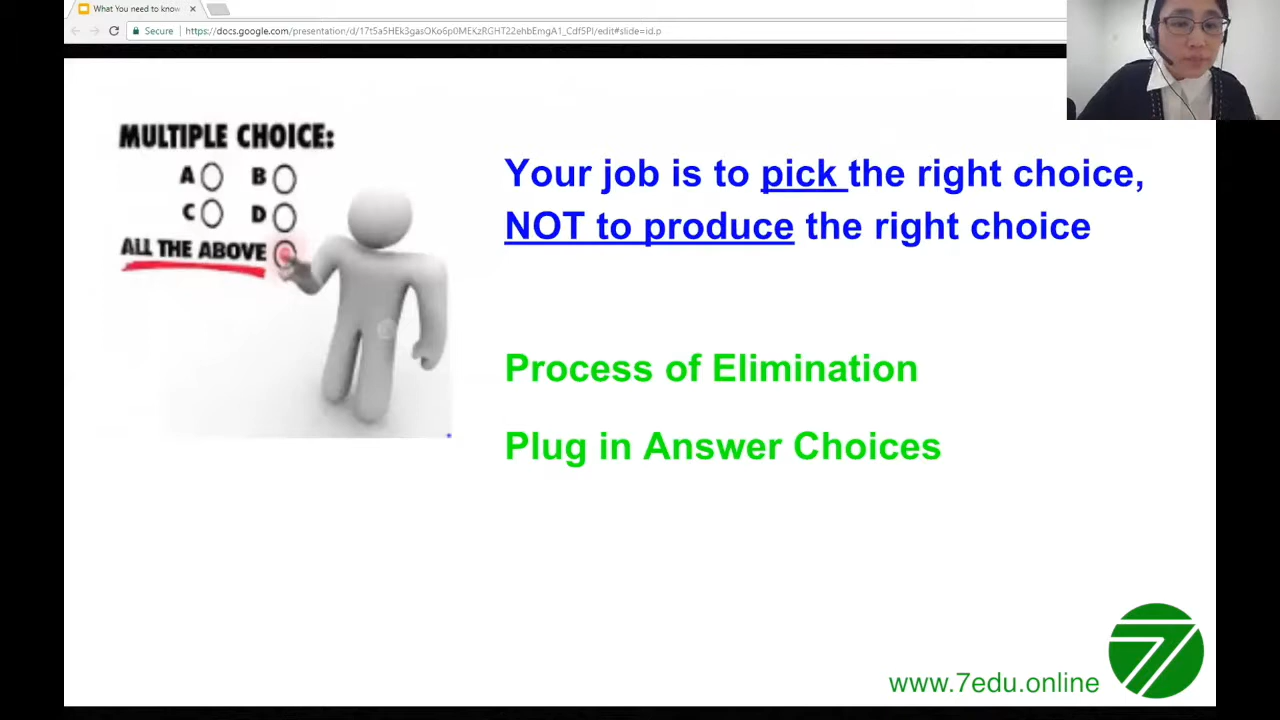 What You need to know
Secure
https://docs.google.com/presentation/d/17t5a5HEk3gasOKo6p0MEKzRGHT22ehbEmgA1_Cdf5PI/edit#slide=id.p
MULTIPLE CHOICE:
A B
C D
ALL THE ABOVE
Your job is to pick the right choice,
NOT to produce the right choice
Process of Elimination
Plug in Answer Choices
www.7edu.online
7